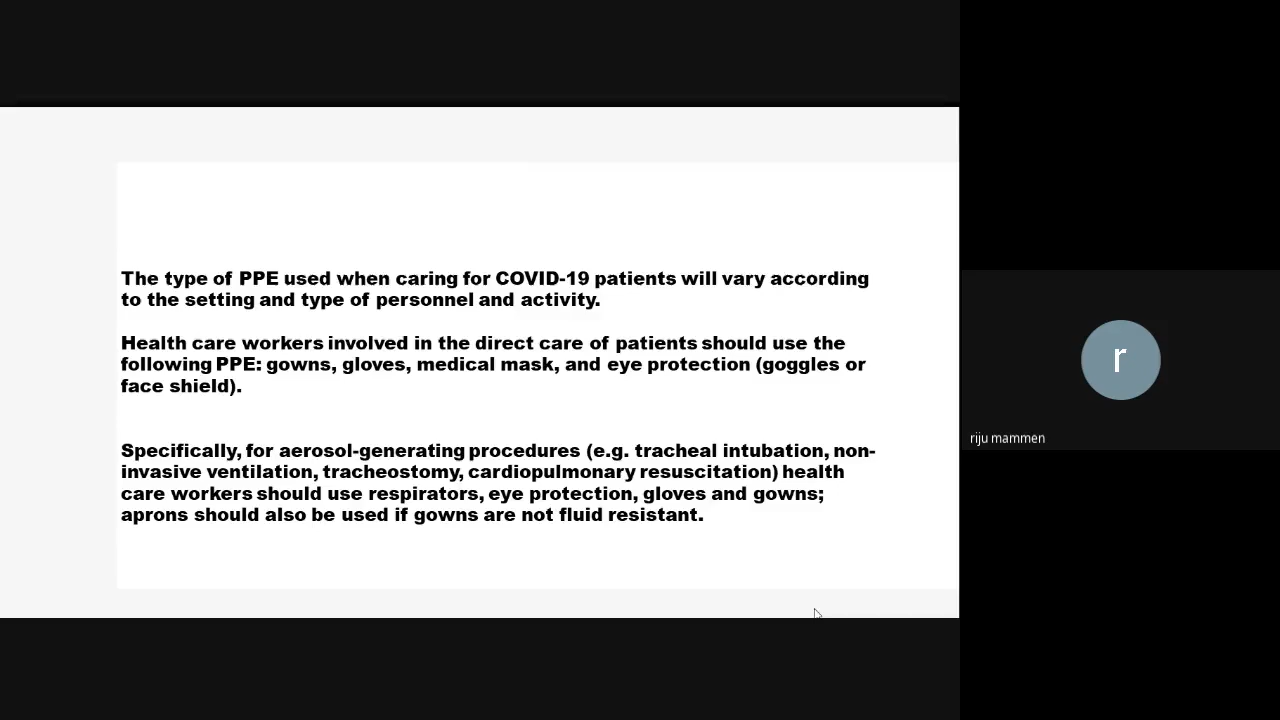 The type of PPE used when caring for COVID-19 patients will vary according
to the setting and type of personnel and activity.
Health care workers involved in the direct care of patients should use the
following PPE: gowns, gloves, medical mask, and eye protection (goggles or
face shield).
Specifically, for aerosol-generating procedures (e.g. tracheal intubation, non-
invasive ventilation, tracheostomy, cardiopulmonary resuscitation) health
care workers should use respirators, eye protection, gloves and gowns;
aprons should also be used if gowns are not fluid resistant.
r
riju mammen